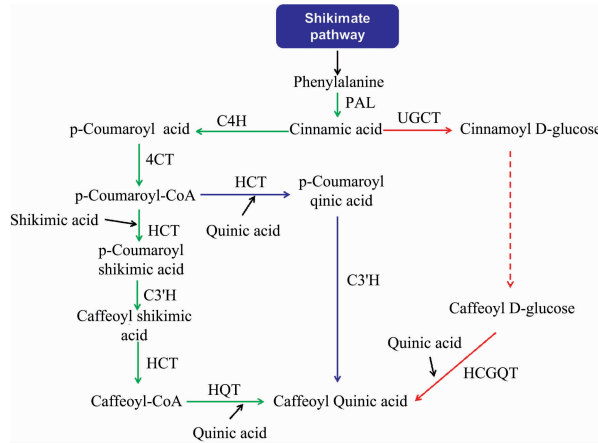 Shikimate
pathway
Phenylalanine
PAL
p-Coumaroyl acid
C4H
Cinnamic acid
UGCT
Cinnamoyl D-glucose
4CT
p-Coumaroyl-CoA
HCT
p-Coumaroyl
qinic acid
Shikimic acid
HCT
Quinic acid
p-Coumaroyl
shikimic acid
C3'H
C3'H
Caffeoyl shikimic
acid
Caffeoyl D-glucose
HCT
Quinic acid
HCGQT
Caffeoyl-CoA
HQT
Caffeoyl Quinic acid
Quinic acid